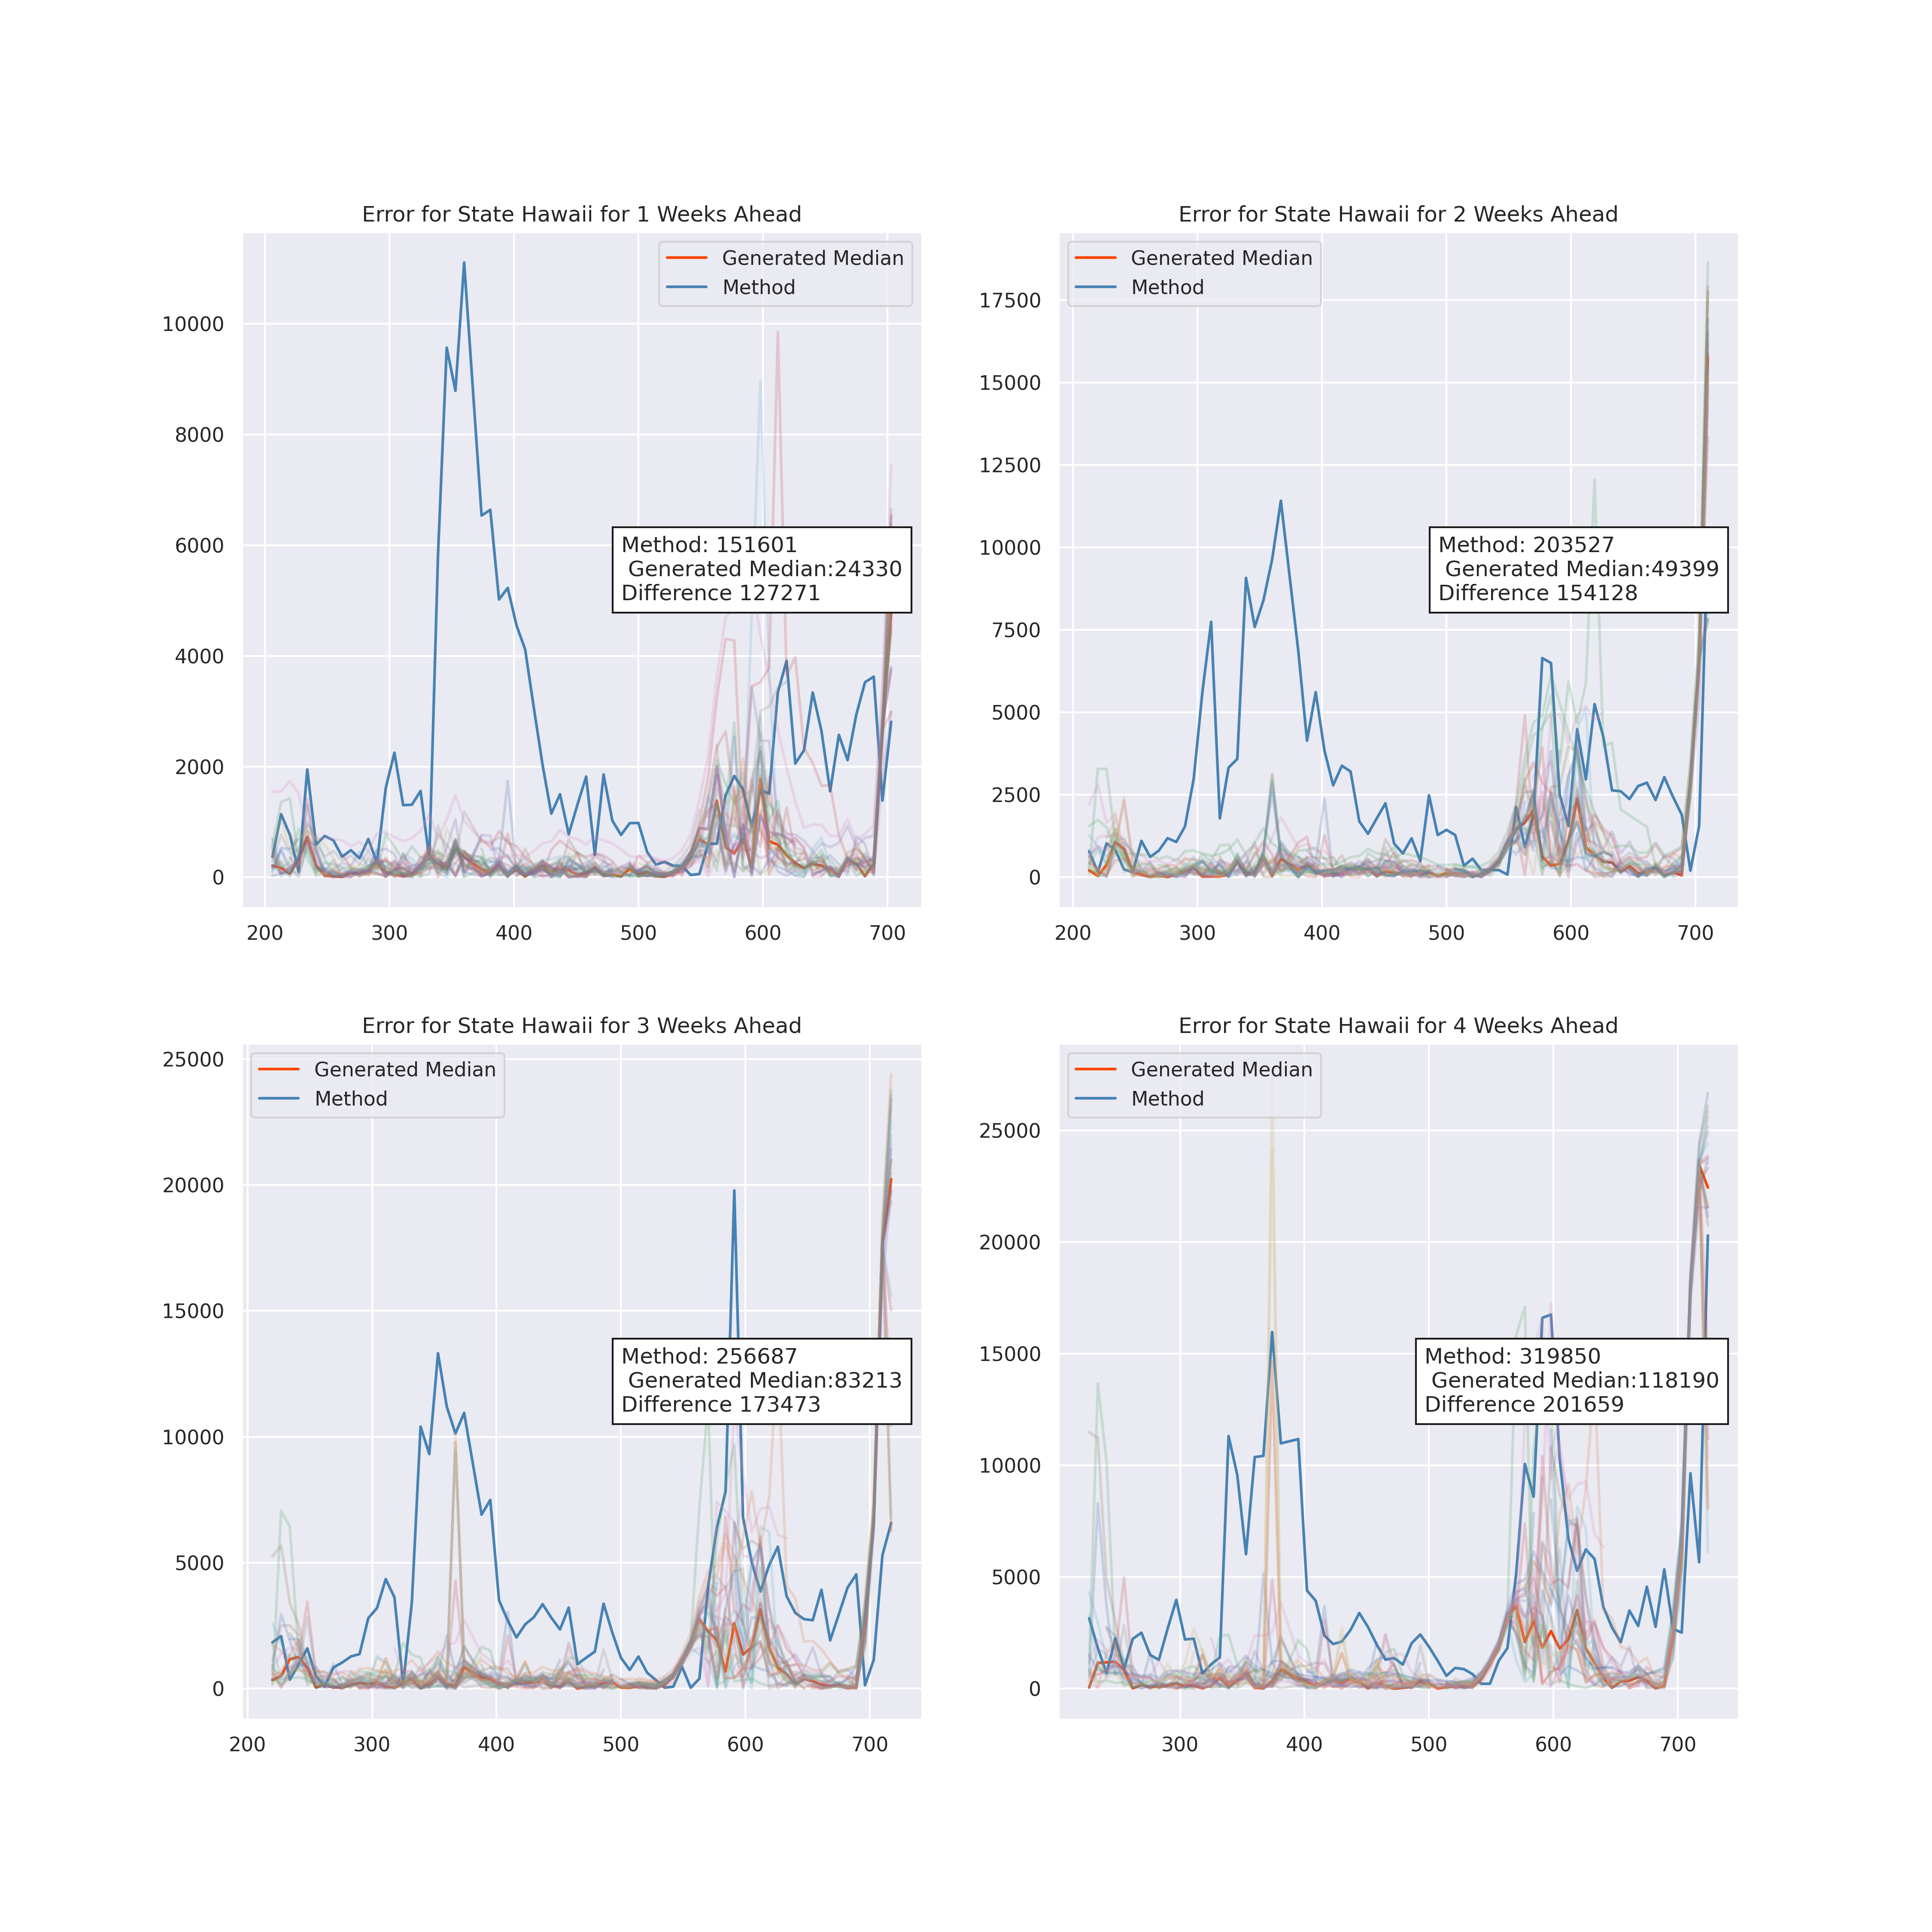 Error for State Hawaii for 1 Weeks Ahead
Generated Median
Method
10000
8000
6000
4000
2000
0
Method: 151601
Generated Median:24330
Difference 127271
200 300 400 500 600 700
Error for State Hawaii for 2 Weeks Ahead
Generated Median
Method
17500
15000
12500
10000
7500
5000
2500
0
Method: 203527
Generated Median:49399
Difference 154128
200 300 400 500 600 700
Error for State Hawaii for 3 Weeks Ahead
Generated Median
Method
25000
20000
15000
10000
5000
0
Method: 256687
Generated Median:83213
Difference 173473
200 300 400 500 600 700
Error for State Hawaii for 4 Weeks Ahead
Generated Median
Method
25000
20000
15000
10000
5000
0
Method: 319850
Generated Median:118190
Difference 201659
300 400 500 600 700